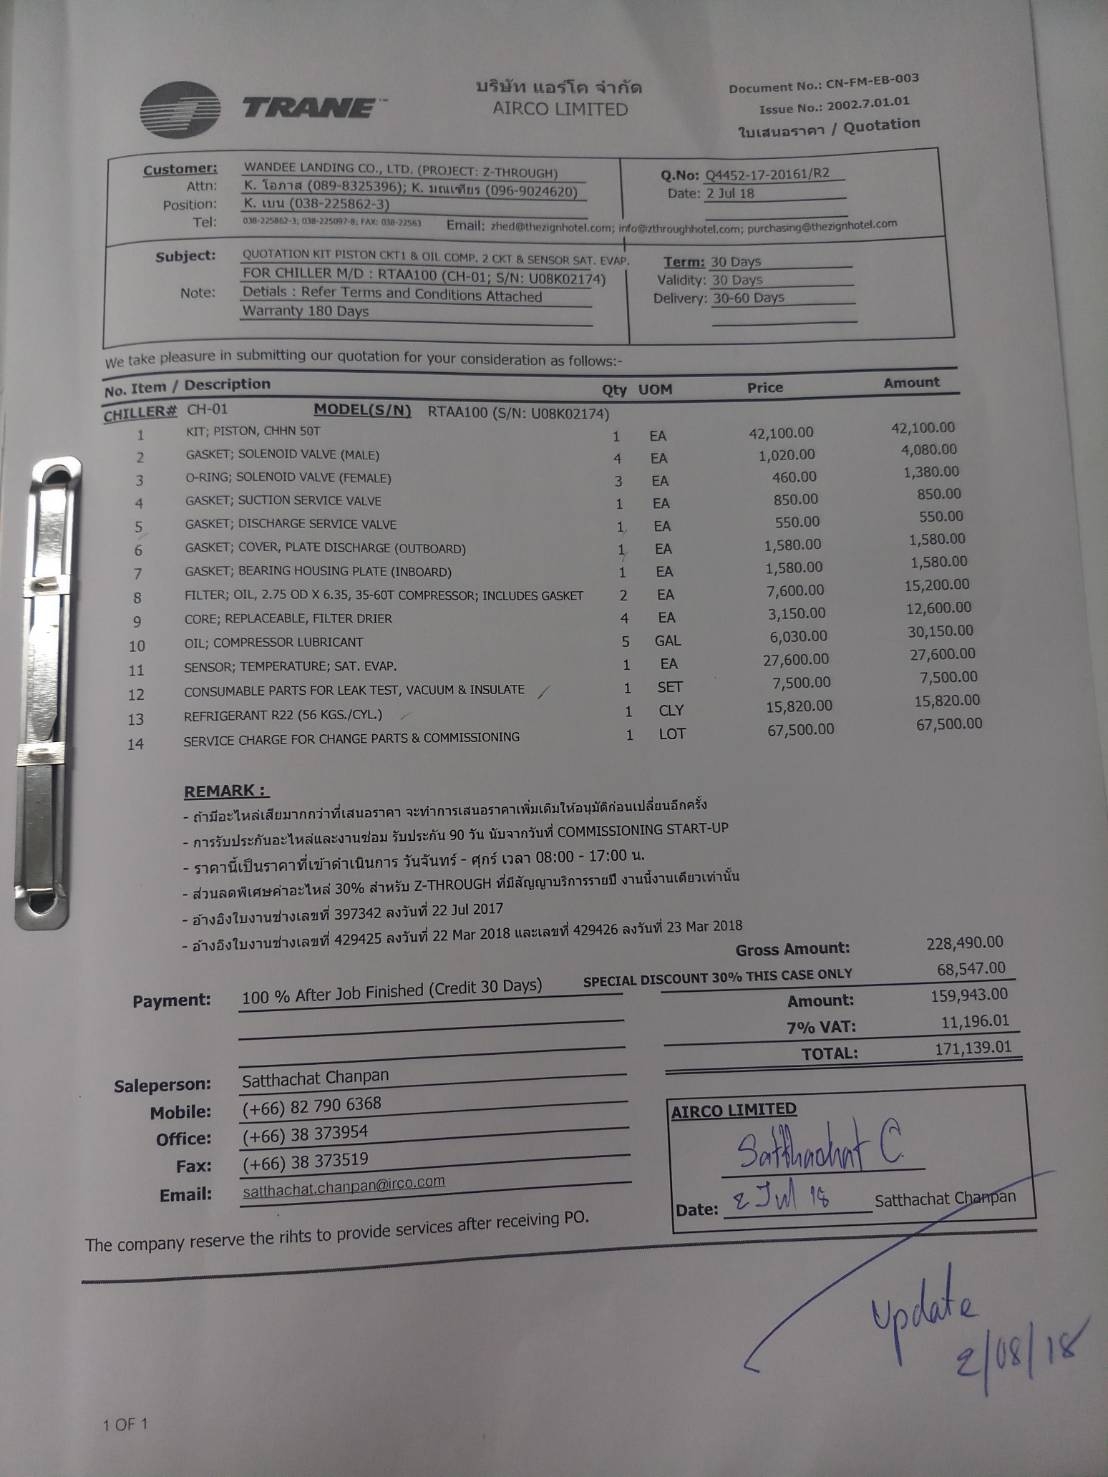 TRANE™
บริษัท แอร์โค จำกัด
AIRCO LIMITED
Document No.: CN-FM-EB-003
Issue No.: 2002.7.01.01
ใบเสนอราคา / Quotation
Customer: WANDEE LANDING CO., LTD. (PROJECT: Z-THROUGH)
Attn: K. โอภาส (089-8325396); K. มณเฑียร (096-9024620)
Position: K. เมน (038-225862-3)
Tel: 038-225862-3; 038-225097-8; FAX: 038-22563 Email: zhed@thezignhotel.com; info@zthroughhotel.com; purchasing@thezignhotel.com
Q.No: Q4452-17-20161/R2
Date: 2 Jul 18
Subject: QUOTATION KIT PISTON CKT1 & OIL COMP. 2 CKT & SENSOR SAT. EVAP.
FOR CHILLER M/D : RTAA100 (CH-01; S/N: U08K02174)
Note: Detials : Refer Terms and Conditions Attached
Warranty 180 Days
Term: 30 Days
Validity: 30 Days
Delivery: 30-60 Days
We take pleasure in submitting our quotation for your consideration as follows:-
No. Item / Description Qty UOM Price Amount
CHILLER# CH-01 MODEL(S/N) RTAA100 (S/N: U08K02174)
1 KIT; PISTON, CHHN 50T 1 EA 42,100.00 42,100.00
2 GASKET; SOLENOID VALVE (MALE) 4 EA 1,020.00 4,080.00
3 O-RING; SOLENOID VALVE (FEMALE) 3 EA 460.00 1,380.00
4 GASKET; SUCTION SERVICE VALVE 1 EA 850.00 850.00
5 GASKET; DISCHARGE SERVICE VALVE 1 EA 550.00 550.00
6 GASKET; COVER, PLATE DISCHARGE (OUTBOARD) 1 EA 1,580.00 1,580.00
7 GASKET; BEARING HOUSING PLATE (INBOARD) 1 EA 1,580.00 1,580.00
8 FILTER; OIL, 2.75 OD X 6.35, 35-60T COMPRESSOR; INCLUDES GASKET 2 EA 7,600.00 15,200.00
9 CORE; REPLACEABLE, FILTER DRIER 4 EA 3,150.00 12,600.00
10 OIL; COMPRESSOR LUBRICANT 5 GAL 6,030.00 30,150.00
11 SENSOR; TEMPERATURE; SAT. EVAP. 1 EA 27,600.00 27,600.00
12 CONSUMABLE PARTS FOR LEAK TEST, VACUUM & INSULATE 1 SET 7,500.00 7,500.00
13 REFRIGERANT R22 (56 KGS./CYL.) 1 CLY 15,820.00 15,820.00
14 SERVICE CHARGE FOR CHANGE PARTS & COMMISSIONING 1 LOT 67,500.00 67,500.00
REMARK :
- ถ้ามีอะไหล่เสียมากกว่าที่เสนอราคา จะทำการเสนอราคาเพิ่มเติมให้อนุมัติก่อนเปลี่ยนอีกครั้ง
- การรับประกันอะไหล่และงานซ่อม รับประกัน 90 วัน นับจากวันที่ COMMISSIONING START-UP
- ราคานี้เป็นราคาที่เข้าดำเนินการ วันจันทร์ - ศุกร์ เวลา 08:00 - 17:00 น.
- ส่วนลดพิเศษค่าอะไหล่ 30% สำหรับ Z-THROUGH ที่มีสัญญาบริการรายปี งานนี้งานเดียวเท่านั้น
- อ้างอิงใบงานช่างเลขที่ 397342 ลงวันที่ 22 Jul 2017
- อ้างอิงใบงานช่างเลขที่ 429425 ลงวันที่ 22 Mar 2018 และเลขที่ 429426 ลงวันที่ 23 Mar 2018
Gross Amount: 228,490.00
SPECIAL DISCOUNT 30% THIS CASE ONLY 68,547.00
Amount: 159,943.00
7% VAT: 11,196.01
TOTAL: 171,139.01
Payment: 100 % After Job Finished (Credit 30 Days)
Saleperson: Satthachat Chanpan
Mobile: (+66) 82 790 6368
Office: (+66) 38 373954
Fax: (+66) 38 373519
Email: satthachat.chanpan@irco.com
AIRCO LIMITED
Satthachat C.
Date: 2 Jul 18 Satthachat Chanpan
The company reserve the rihts to provide services after receiving PO.
update
2/08/18
1 OF 1